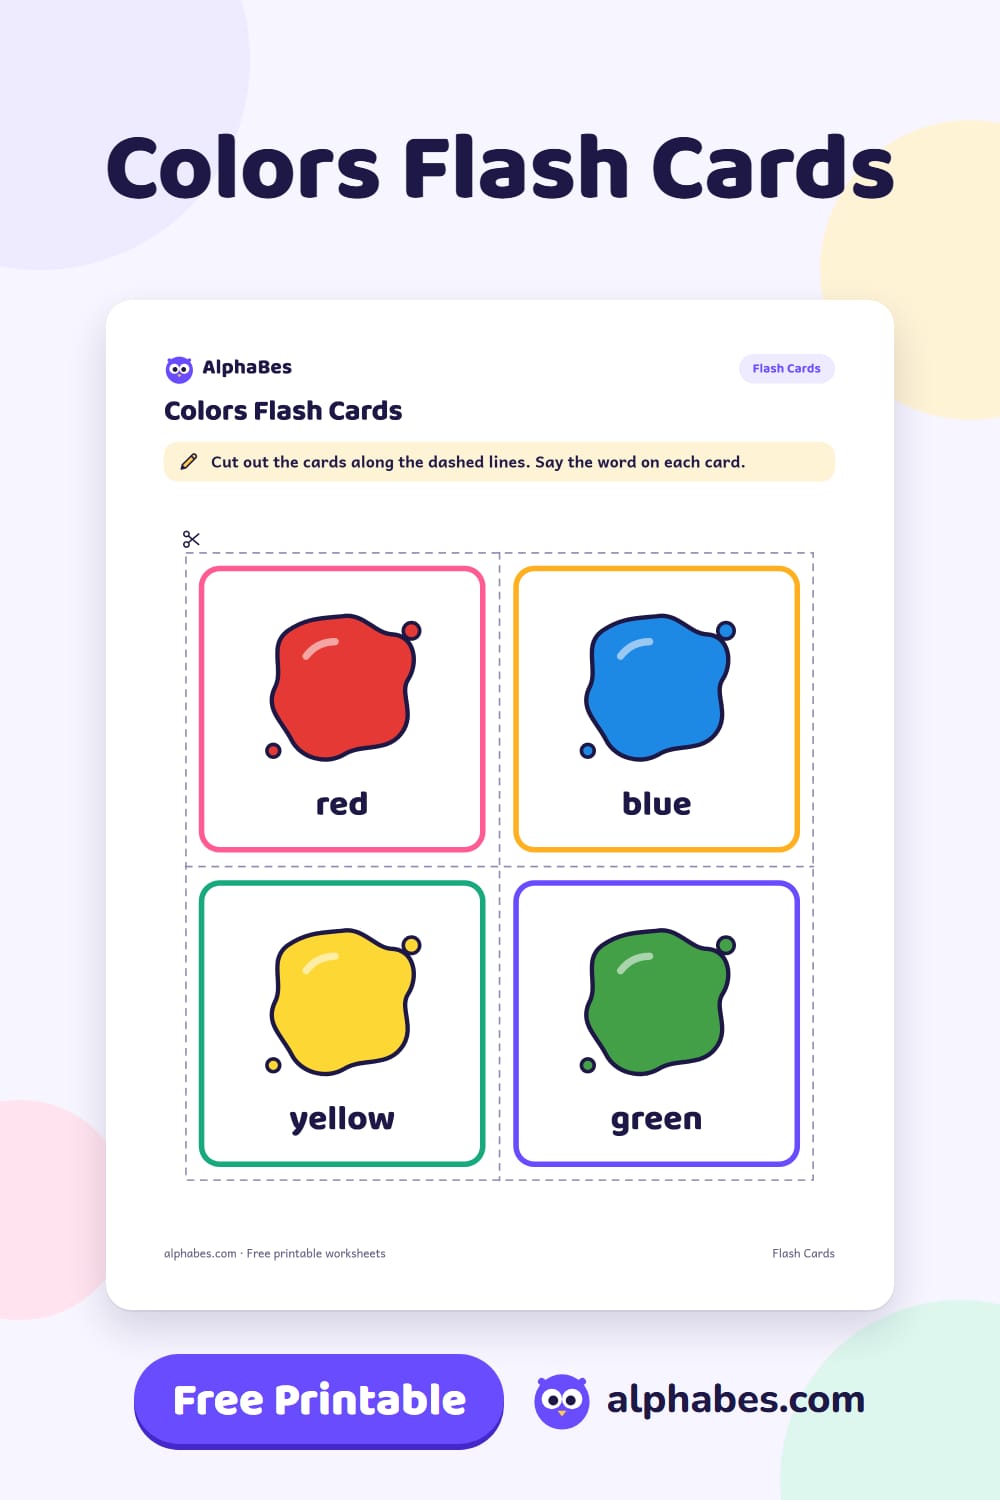 Colors Flash Cards
AlphaBes
Flash Cards
Colors Flash Cards
Cut out the cards along the dashed lines. Say the word on each card.
red
blue
yellow
green
alphabes.com · Free printable worksheets
Flash Cards
Free Printable
alphabes.com